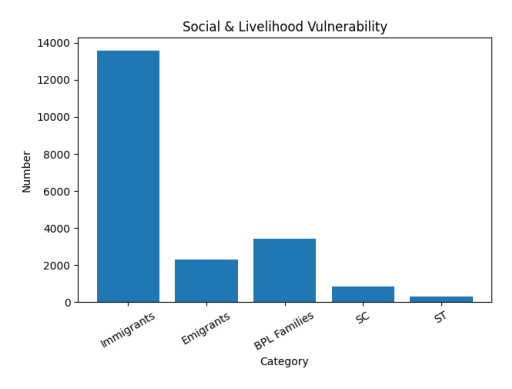 Social & Livelihood Vulnerability
14000
12000
10000
8000
6000
4000
2000
0
Number
Immigrants
Emigrants
BPL Families
SC
ST
Category